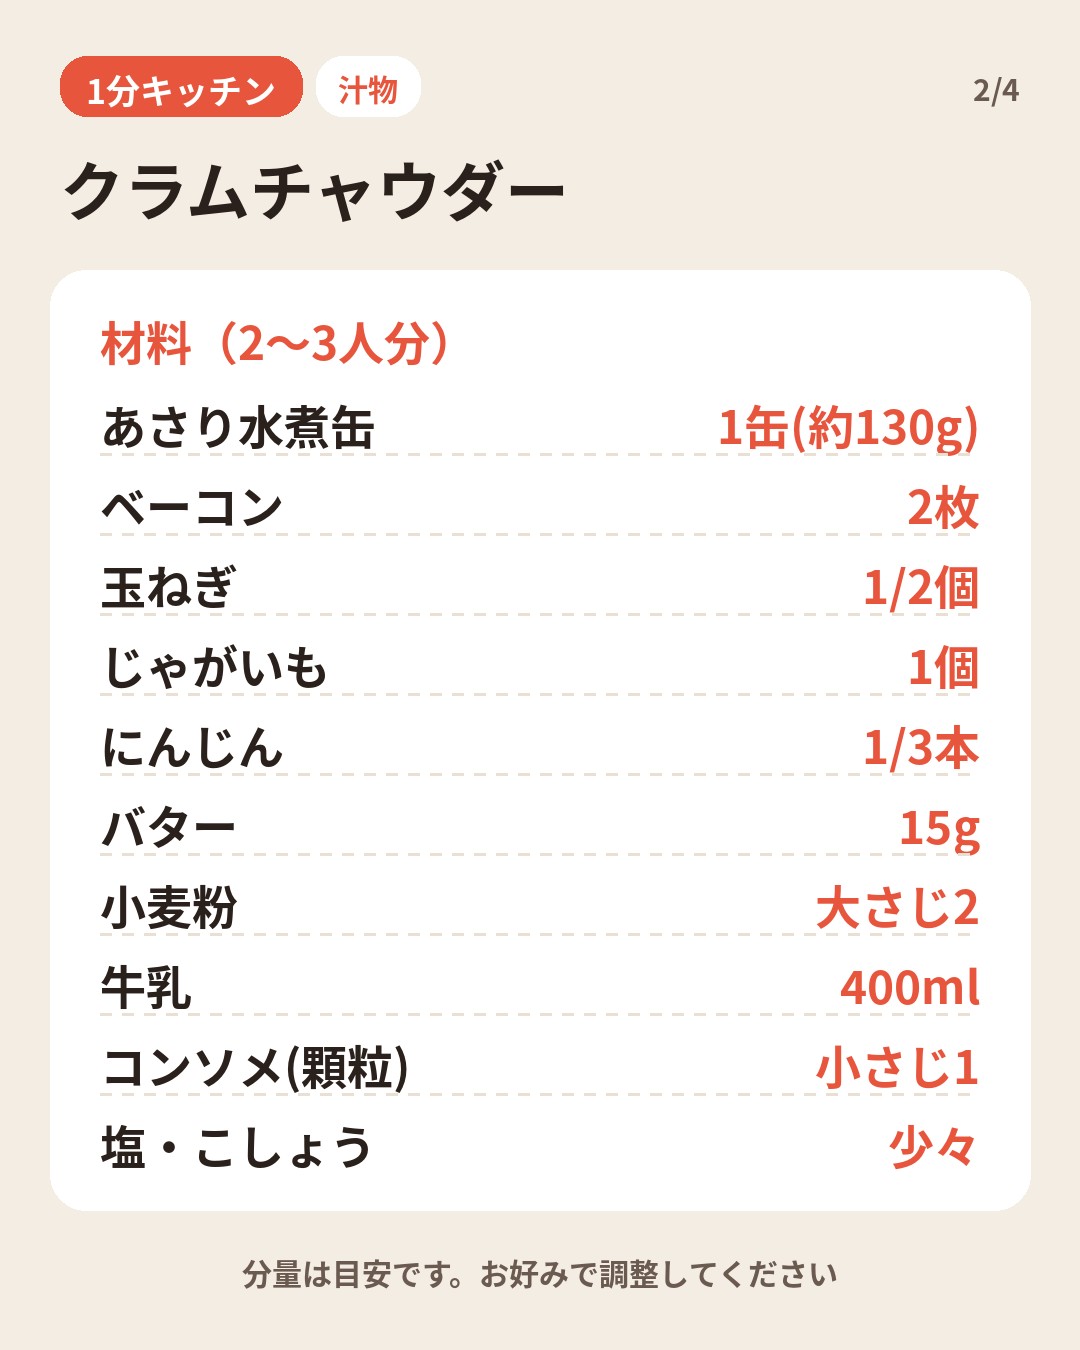 1分キッチン 汁物 2/4
クラムチャウダー
材料（2〜3人分）
あさり水煮缶 1缶(約130g)
ベーコン 2枚
玉ねぎ 1/2個
じゃがいも 1個
にんじん 1/3本
バター 15g
小麦粉 大さじ2
牛乳 400ml
コンソメ(顆粒) 小さじ1
塩・こしょう 少々
分量は目安です。お好みで調整してください